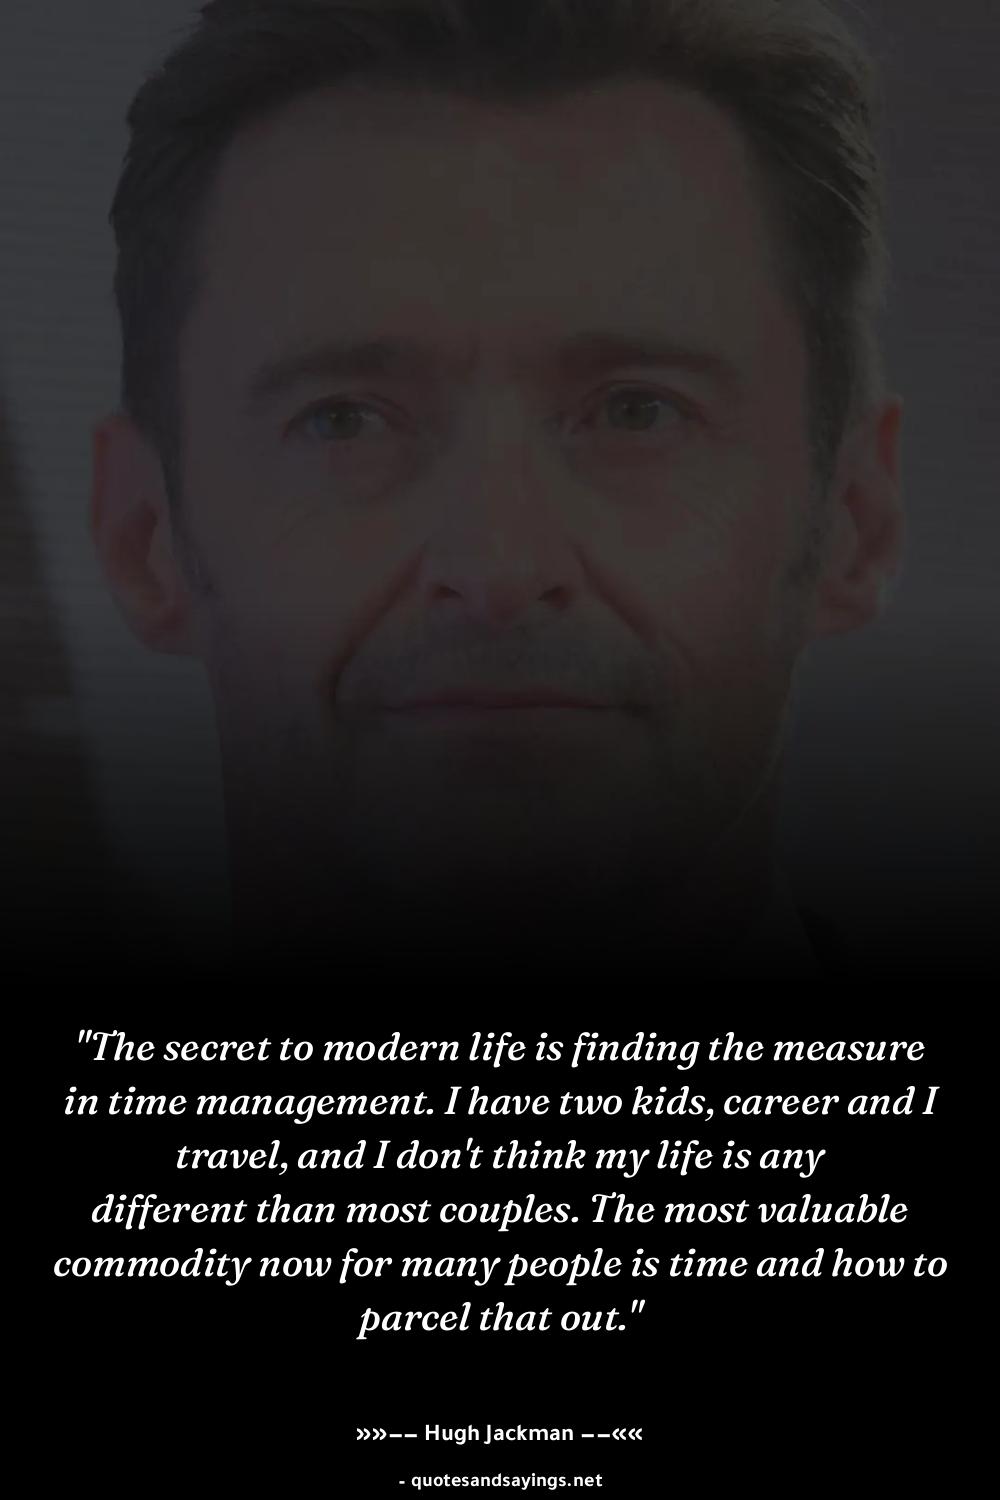 "The secret to modern life is finding the measure
in time management. I have two kids, career and I
travel, and I don't think my life is any
different than most couples. The most valuable
commodity now for many people is time and how to
parcel that out."
»»−− Hugh Jackman −−««
- quotesandsayings.net